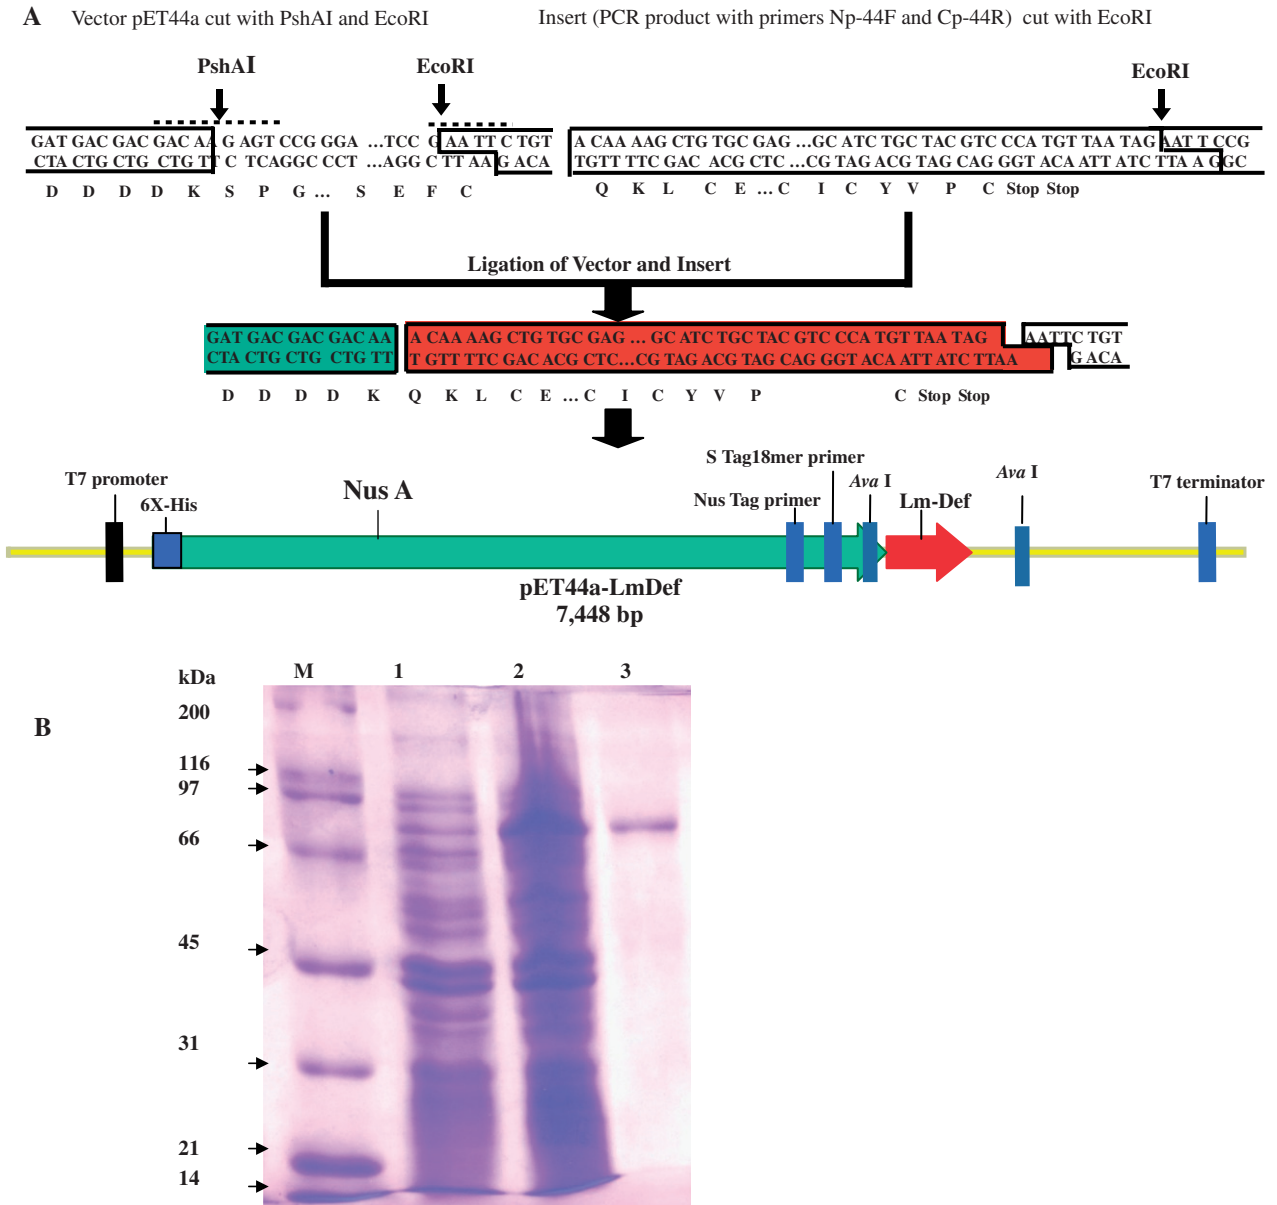 A Vector pET44a cut with PshAI and EcoRI Insert (PCR product with primers Np-44F and Cp-44R) cut with EcoRI
PshAI EcoRI EcoRI
GAT GAC GAC GAC AA G AGT CCG GGA ...TCC G AA TT C TGT A CAA AAG CTG TGC GAG ...GC ATC TGC TAC GTC CCA TGT TAA TAG AAT T CCG
CTA CTG CTG CTG TT C TCAGGC CCT ...AGG C TT AA GACA TGTT TTC GAC ACG CTC ...CG TAG ACG TAG CAG GGT ACA ATT ATC TTA A GGC
D D D D K S P G... S E F C Q K L C E ...C I C Y V P C Stop Stop
Ligation of Vector and Insert
GAT GAC GAC GAC AA A CAA AAG CTG TGC GAG ... GC ATC TGC TAC GTC CCA TGT TAA TAG AATTC TGT
CTA CTG CTG CTG TT T GTT TTC GAC ACG CTC...CG TAG ACG TAG CAG GGT ACA ATT ATC TTAA G ACA
D D D D K Q K L C E ...C I C Y V P C Stop Stop
S Tag18mer primer
T7 promoter Nus A Ava I Ava I T7 terminator
6X-His Nus Tag primer Lm-Def
pET44a-LmDef
7,448 bp
B
kDa M 1 2 3
200
116
97
66
45
31
21
14